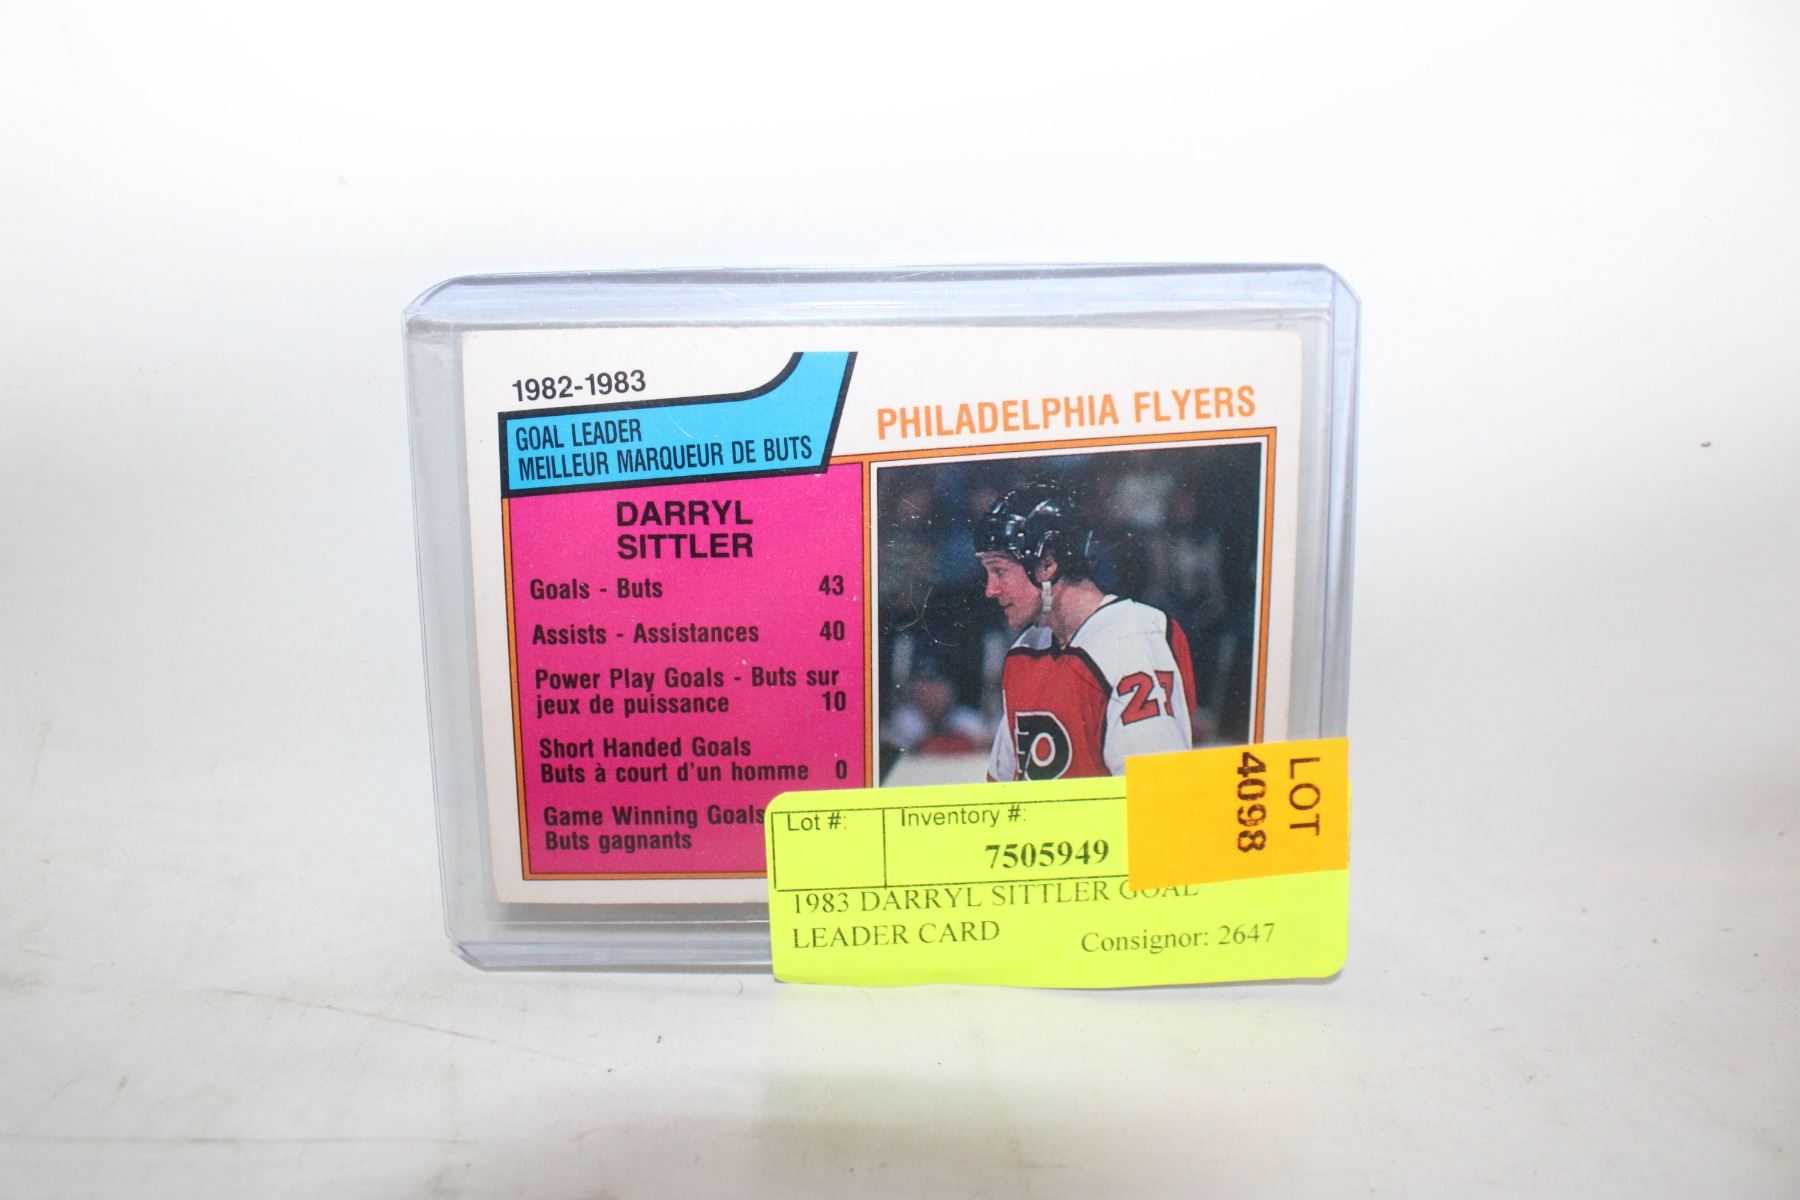 1982-1983
GOAL LEADER
MEILLEUR MARQUEUR DE BUTS
PHILADELPHIA FLYERS
DARRYL
SITTLER
Goals - Buts 43
Assists - Assistances 40
Power Play Goals - Buts sur
jeux de puissance 10
Short Handed Goals
Buts à court d'un homme 0
Game Winning Goals
Buts gagnants
27
P
Lot #:
Inventory #:
7505949
1983 DARRYL SITTLER GOAL
LEADER CARD
Consignor: 2647
LOT
4098